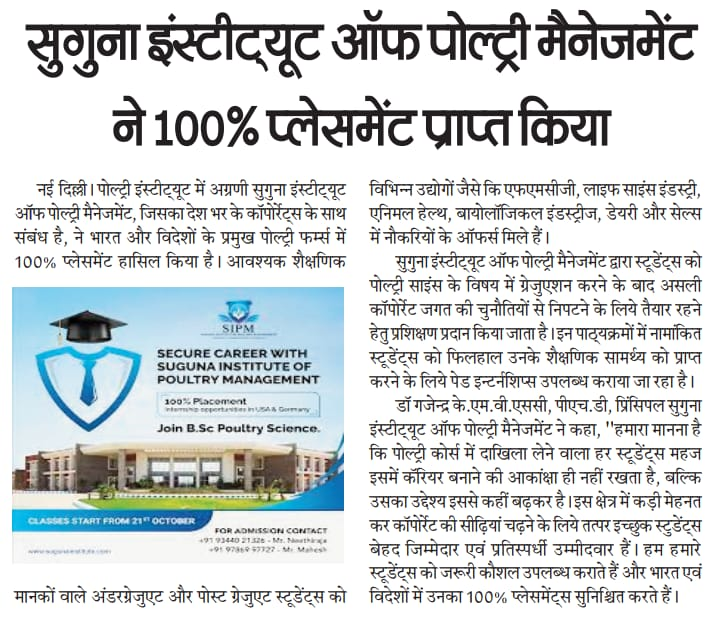 सुगुना इंस्टीट्यूट ऑफ पोल्ट्री मैनेजमेंट
ने 100% प्लेसमेंट प्राप्त किया
नई दिल्ली। पोल्ट्री इंस्टीट्यूट में अग्रणी सुगुना इंस्टीट्यूट
ऑफ पोल्ट्री मैनेजमेंट, जिसका देश भर के कॉपोरेट्स के साथ
संबंध है, ने भारत और विदेशों के प्रमुख पोल्ट्री फर्म्स में
100% प्लेसमेंट हासिल किया है। आवश्यक शैक्षणिक
SIPM
SECURE CAREER WITH
SUGUNA INSTITUTE OF
POULTRY MANAGEMENT
100% Placement
Internship opportunities in USA & Germany
Join B.Sc Poultry Science.
CLASSES START FROM 21ST OCTOBER
FOR ADMISSION CONTACT
+91 93440 21326 - Mr. Neethiraja
+91 97869 97727 - Mr. Mahesh
www.sugunainstitute.com
मानकों वाले अंडरग्रेजुएट और पोस्ट ग्रेजुएट स्टूडेंट्स को
विभिन्न उद्योगों जैसे कि एफएमसीजी, लाइफ साइंस इंडस्ट्री,
एनिमल हेल्थ, बायोलॉजिकल इंडस्ट्रीज, डेयरी और सेल्स
में नौकरियों के ऑफर्स मिले हैं।
सुगुना इंस्टीट्यूट ऑफ पोल्ट्री मैनेजमेंट द्वारा स्टूडेंट्स को
पोल्ट्री साइंस के विषय में ग्रेजुएशन करने के बाद असली
कॉपोरेट जगत की चुनौतियों से निपटने के लिये तैयार रहने
हेतु प्रशिक्षण प्रदान किया जाता है। इन पाठ्यक्रमों में नामांकित
स्टूडेंट्स को फिलहाल उनके शैक्षणिक सामर्थ्य को प्राप्त
करने के लिये पेड इन्टर्नशिप्स उपलब्ध कराया जा रहा है।
डॉ गजेन्द्र के.एम.वी.एससी, पीएच.डी, प्रिंसिपल सुगुना
इंस्टीट्यूट ऑफ पोल्ट्री मैनेजमेंट ने कहा, "हमारा मानना है
कि पोल्ट्री कोर्स में दाखिला लेने वाला हर स्टूडेंट्स महज
इसमें कॅरियर बनाने की आकांक्षा ही नहीं रखता है, बल्कि
उसका उद्देश्य इससे कहीं बढ़कर है। इस क्षेत्र में कड़ी मेहनत
कर कॉपोरेट की सीढ़ियां चढ़ने के लिये तत्पर इच्छुक स्टुडेंट्स
बेहद जिम्मेदार एवं प्रतिस्पर्धी उम्मीदवार हैं। हम हमारे
स्टूडेंट्स को जरूरी कौशल उपलब्ध कराते हैं और भारत एवं
विदेशों में उनका 100% प्लेसमेंट्स सुनिश्चित करते हैं।